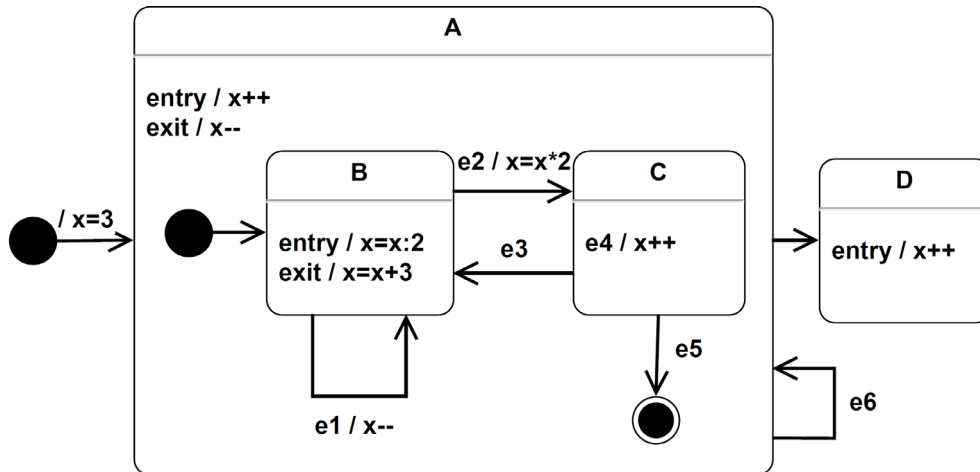 A
entry / x++
exit / x--
/ x=3
B
entry / x=x:2
exit / x=x+3
e1 / x--
e2 / x=x*2
e3
C
e4 / x++
e5
D
entry / x++
e6